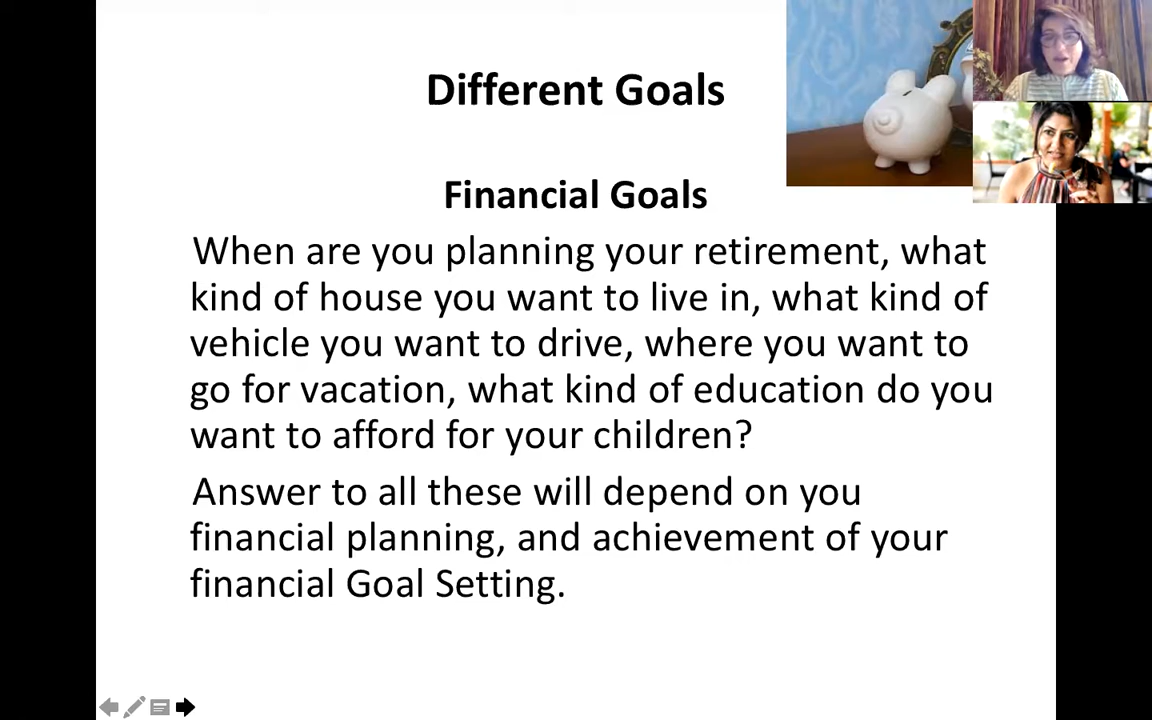 Different Goals
Financial Goals
When are you planning your retirement, what
kind of house you want to live in, what kind of
vehicle you want to drive, where you want to
go for vacation, what kind of education do you
want to afford for your children?
Answer to all these will depend on you
financial planning, and achievement of your
financial Goal Setting.